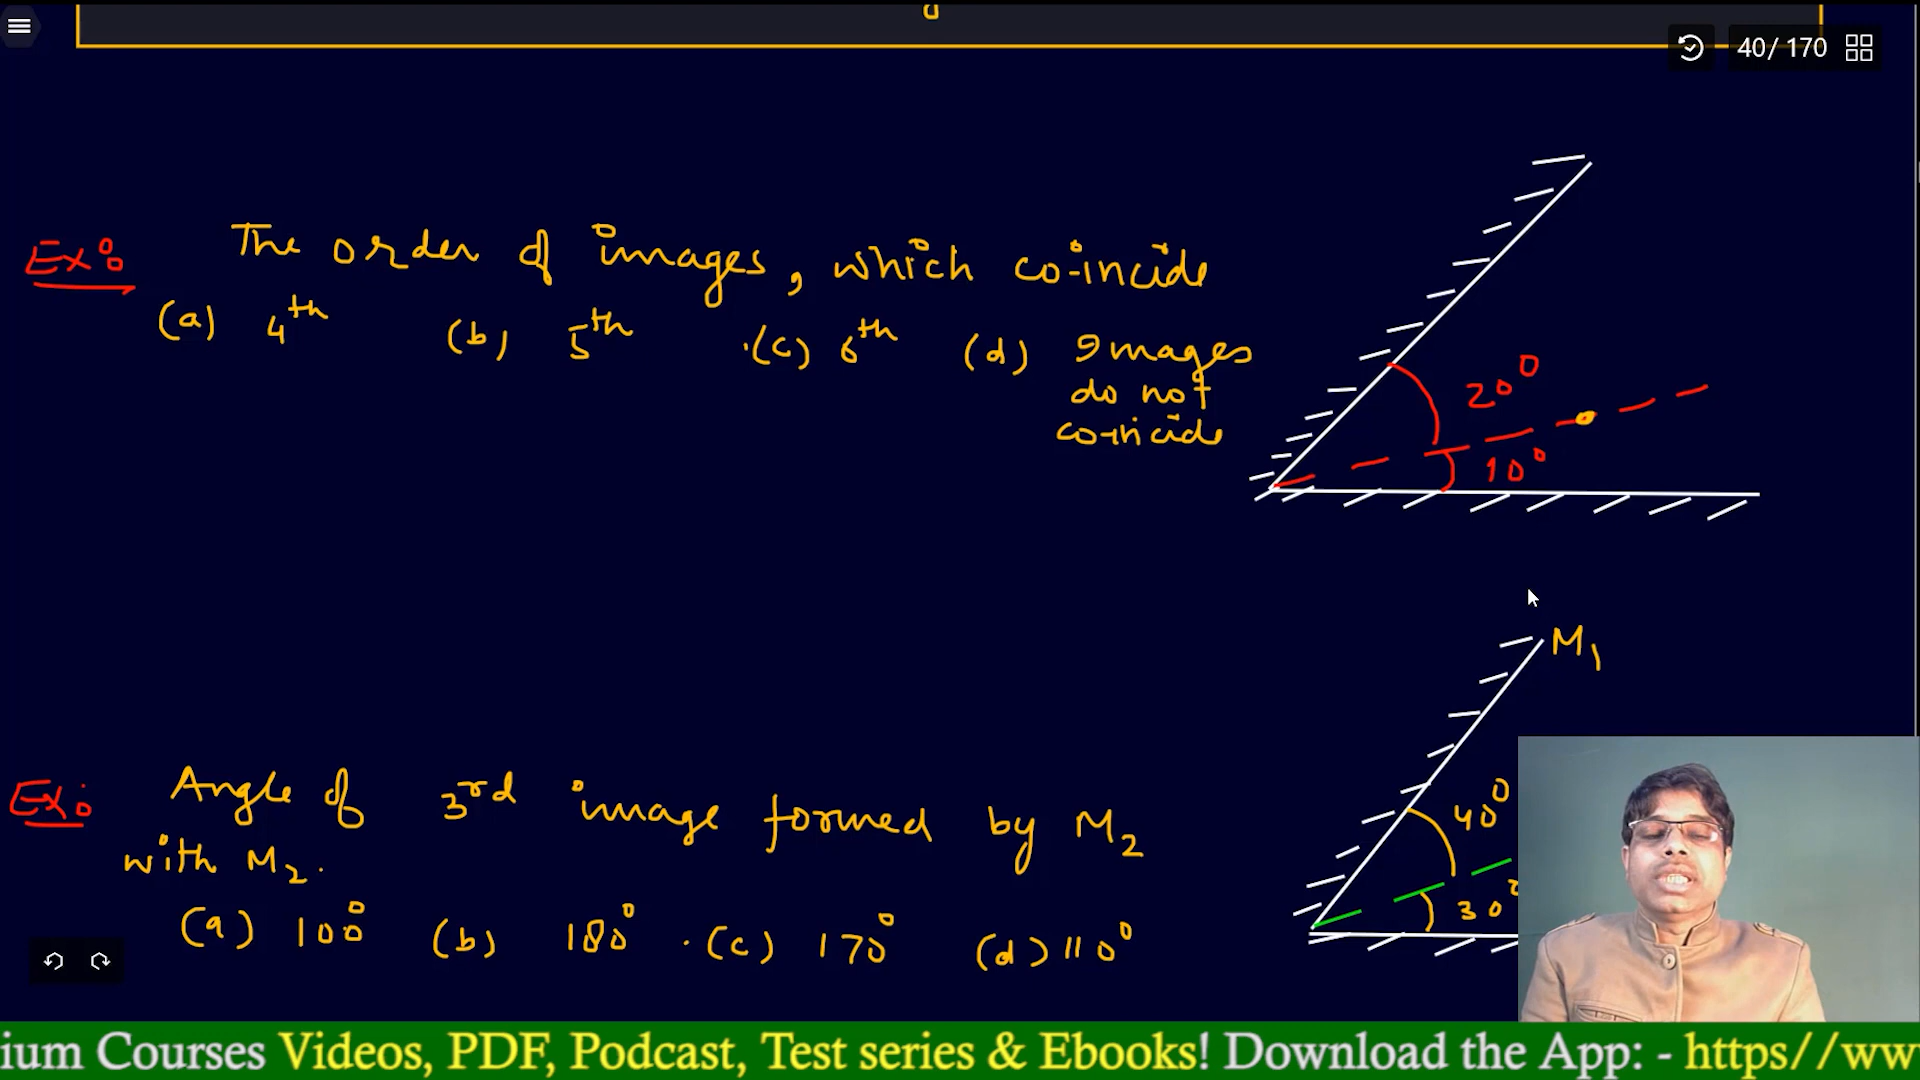 40/ 170
Ex: The order of images, which co-incide
(a) 4th (b) 5th (c) 6th (d) Images
do not
co-incide
20°
10°
M1
40°
30°
Ex: Angle of 3rd image formed by M2
with M2.
(a) 100° (b) 180° (c) 170° (d) 110°
ium Courses Videos, PDF, Podcast, Test series & Ebooks! Download the App: - https//ww